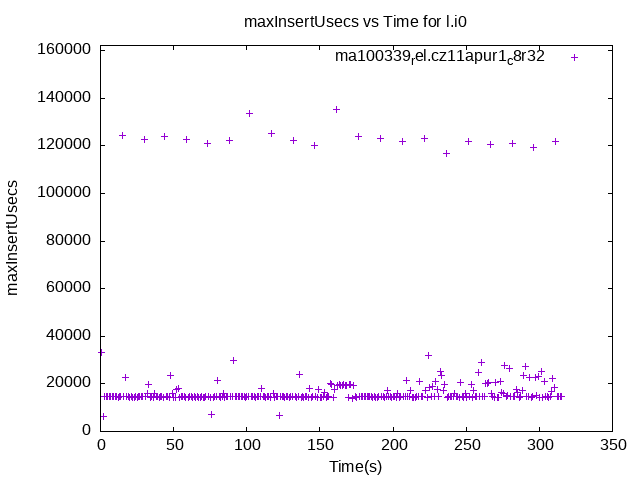 maxInsertUsecs vs Time for l.i0
ma100339rel.cz11apur1c8r32
160000
140000
120000
100000
80000
60000
40000
20000
0
maxInsertUsecs
0 50 100 150 200 250 300 350
Time(s)